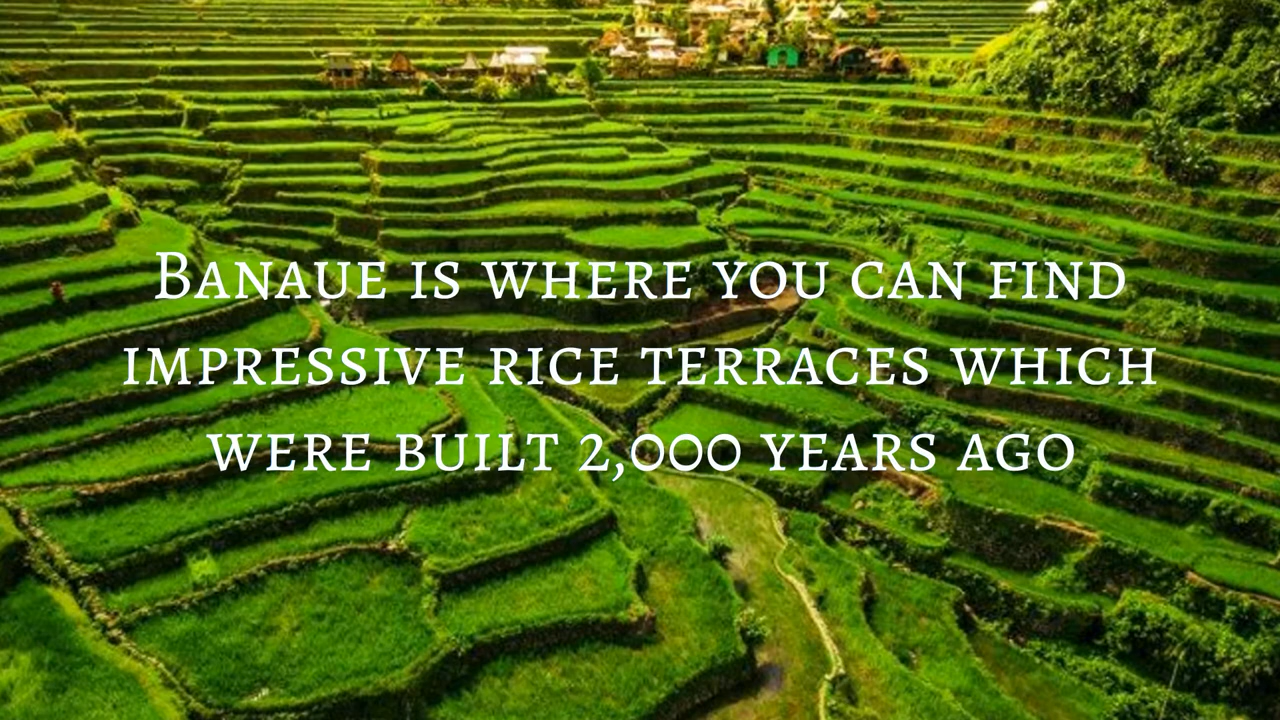 Banaue is where you can find
impressive rice terraces which
were built 2,000 years ago